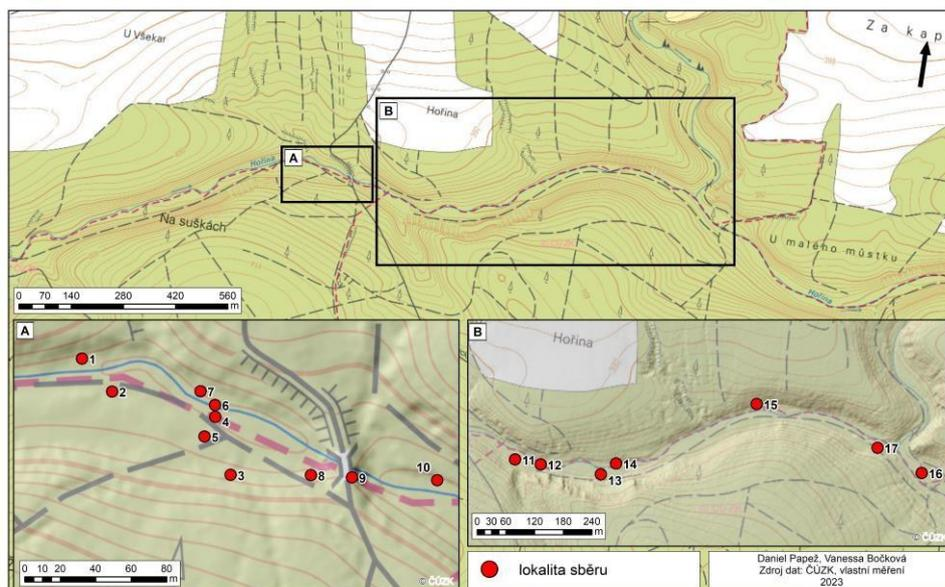 U Všekar
Hořina
Za kap
B
A
Hořina
Na suškách
U malého můstku
Hořina
0 70 140 280 420 560 m
A
1
2
7
6
4
5
3
8
9
10
0 10 20 40 60 80 m
© ČÚZK
B
Hořina
15
17
11
12
14
13
16
0 30 60 120 180 240 m
© ČÚZK
lokalita sběru
Daniel Papež, Vanessa Bočková
Zdroj dat: ČÚZK, vlastní měření
2023